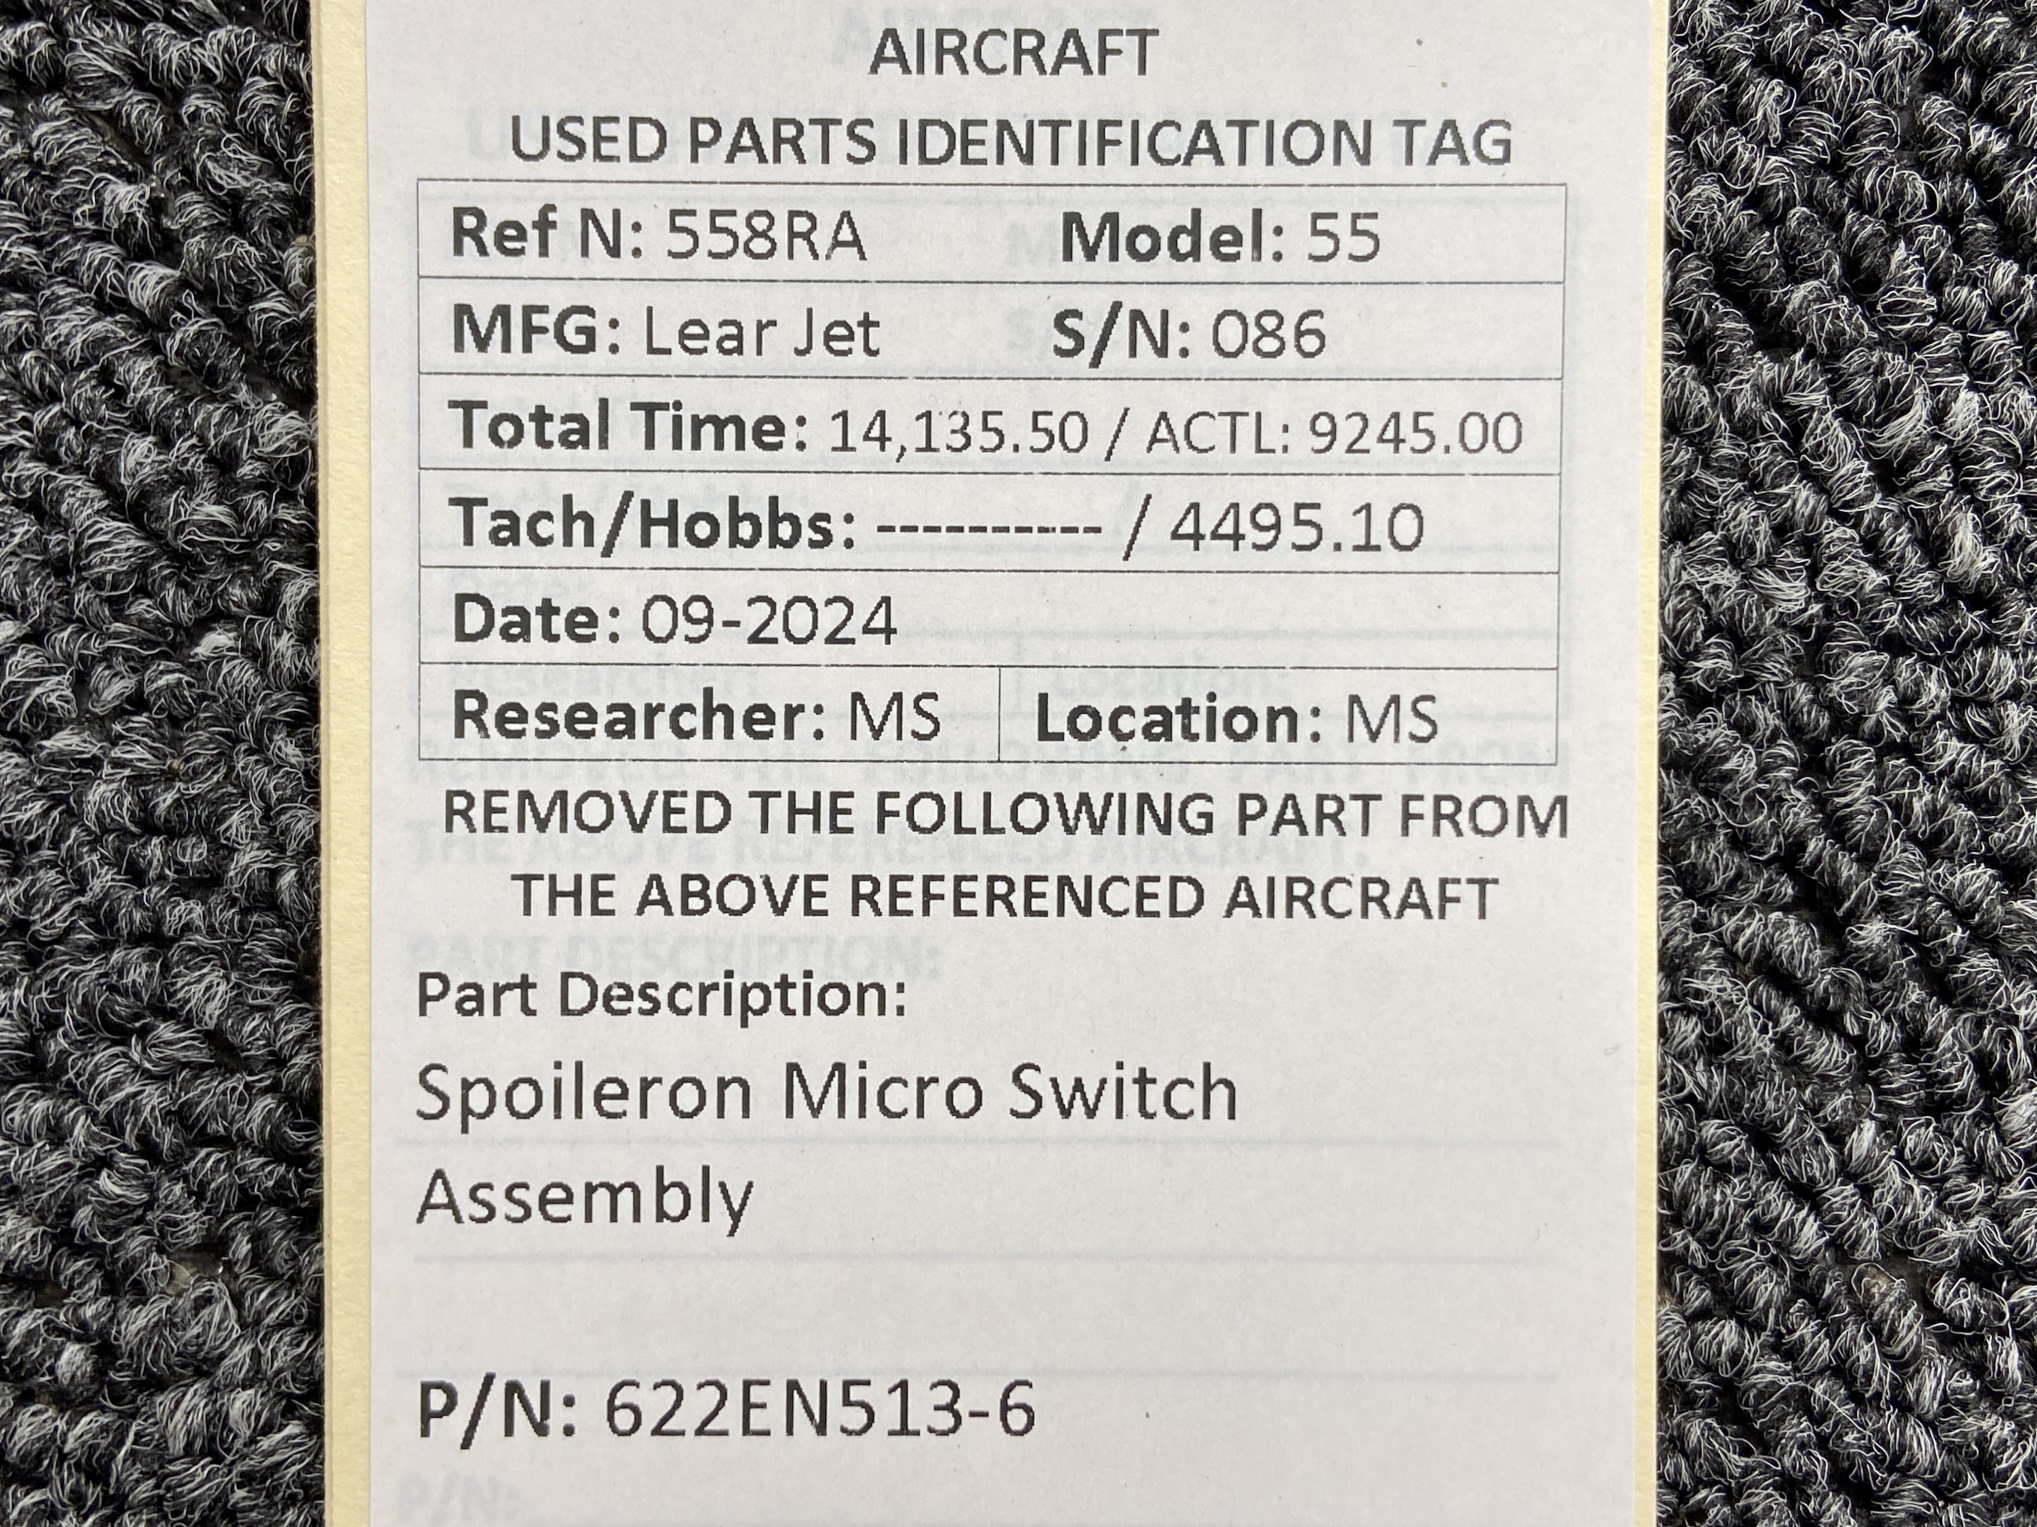 AIRCRAFT
USED PARTS IDENTIFICATION TAG
Ref N: 558RA Model: 55
MFG: Lear Jet S/N: 086
Total Time: 14,135.50 / ACTL: 9245.00
Tach/Hobbs: ---------- / 4495.10
Date: 09-2024
Researcher: MS Location: MS
REMOVED THE FOLLOWING PART FROM
THE ABOVE REFERENCED AIRCRAFT
Part Description:
Spoileron Micro Switch
Assembly
P/N: 622EN513-6